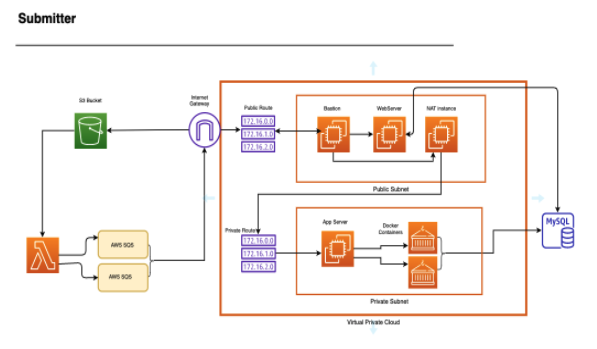 Submitter
S3 Bucket
Internet
Gateway
Public Route
172.16.0.0
172.16.1.0
172.16.2.0
Bastion
WebServer
NAT instance
Public Subnet
AWS SQS
AWS SQS
Private Route
172.16.0.0
172.16.1.0
172.16.2.0
App Server
Docker
Containers
Private Subnet
MySQL
Virtual Private Cloud